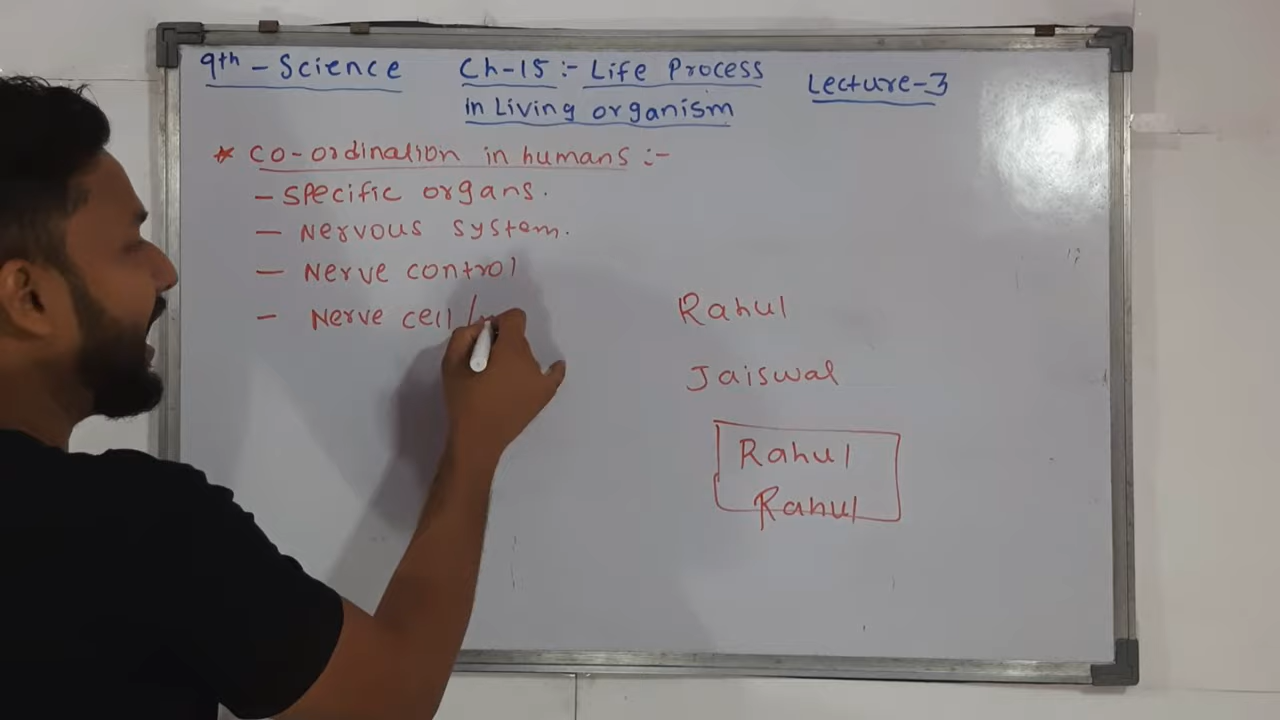 9th - Science Ch-15 :- Life Process Lecture-3
in Living organism
* Co-ordination in humans :-
- Specific organs.
- Nervous system.
- Nerve control
- Nerve cell /
Rahul
Jaiswal
Rahul
Rahul